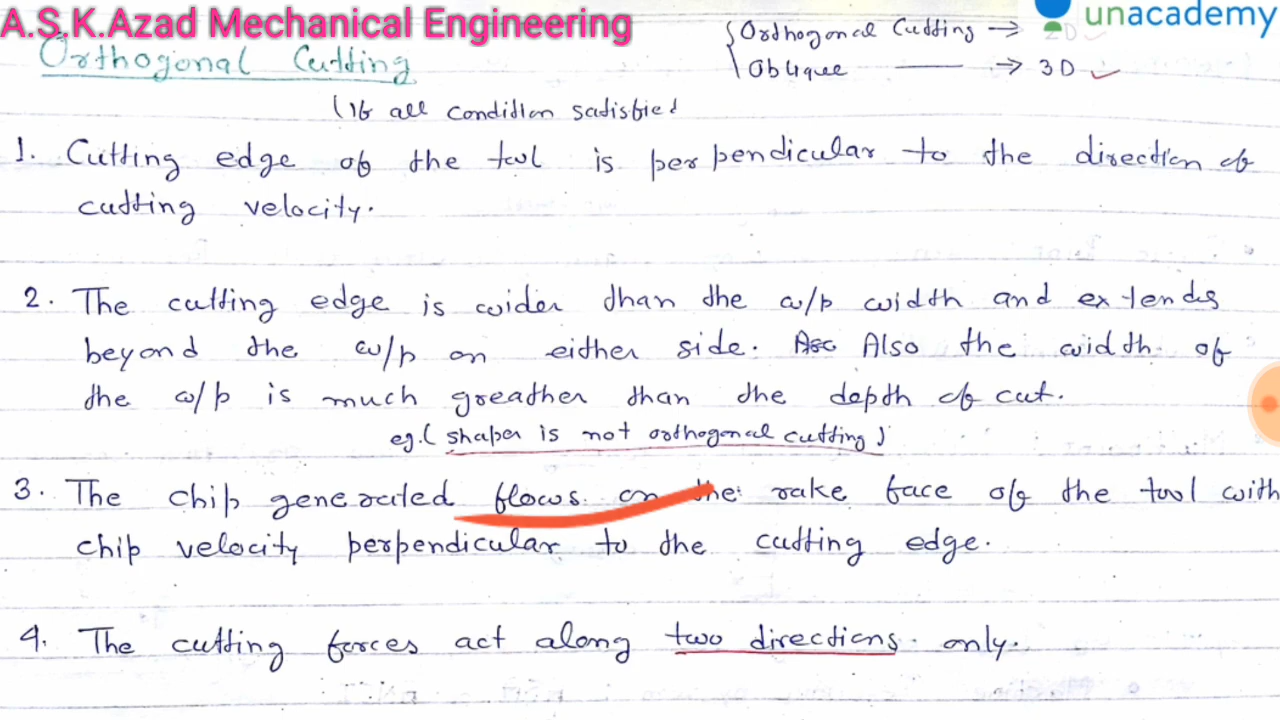 A.S.K.Azad Mechanical Engineering
unacademy
Orthogonal Cutting → 2D
Oblique —— → 3D ✓
Orthogonal Cutting
(If all condition satisfied
1. Cutting edge of the tool is perpendicular to the direction of
cutting velocity.
2. The cutting edge is wider than the w/p width and extends
beyond the w/p on either side. Also the width of
the w/p is much greather than the depth of cut.
eg. (shaper is not orthogonal cutting)
3. The chip generated flows on the rake face of the tool with
chip velocity perpendicular to the cutting edge.
4. The cutting forces act along two directions only.